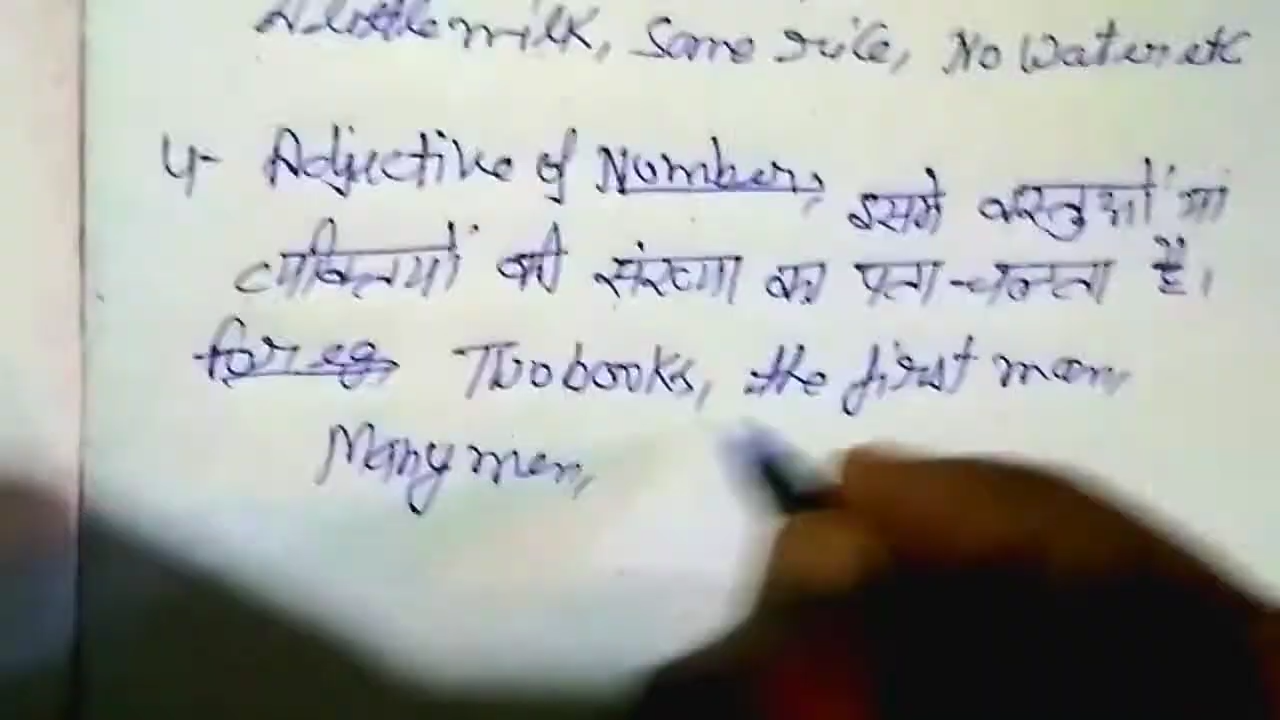 A little milk, Some rice, No Water etc
4- Adjective of Number, इसमें वस्तुओं या
व्यक्तियों की संख्या का पता चलता है।
for eg, Two books, the first man,
Many men,